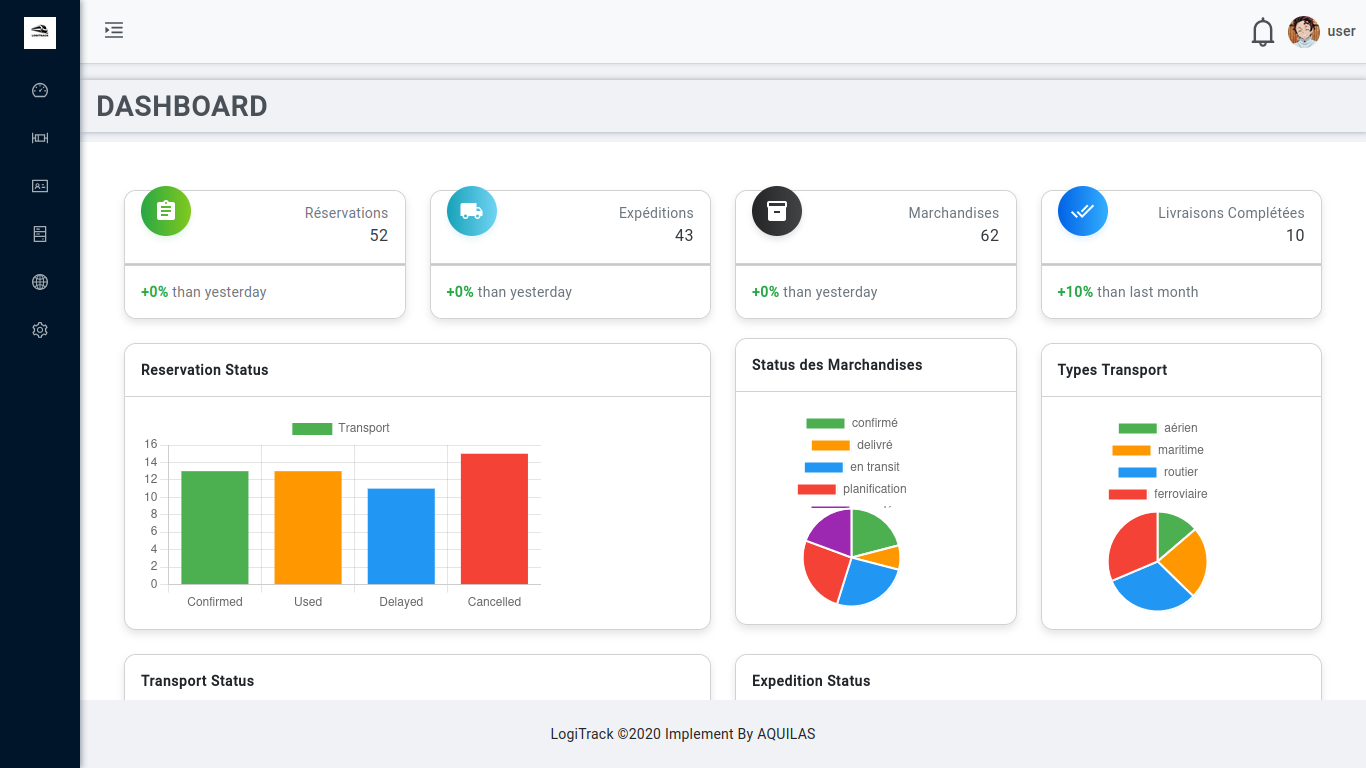 user
DASHBOARD
Réservations
52
+0% than yesterday
Expéditions
43
+0% than yesterday
Marchandises
62
+0% than yesterday
Livraisons Complétées
10
+10% than last month
Reservation Status
Transport
16
14
12
10
8
6
4
2
0
Confirmed Used Delayed Cancelled
Status des Marchandises
confirmé
delivré
en transit
planification
Types Transport
aérien
maritime
routier
ferroviaire
Transport Status
Expedition Status
LogiTrack ©2020 Implement By AQUILAS